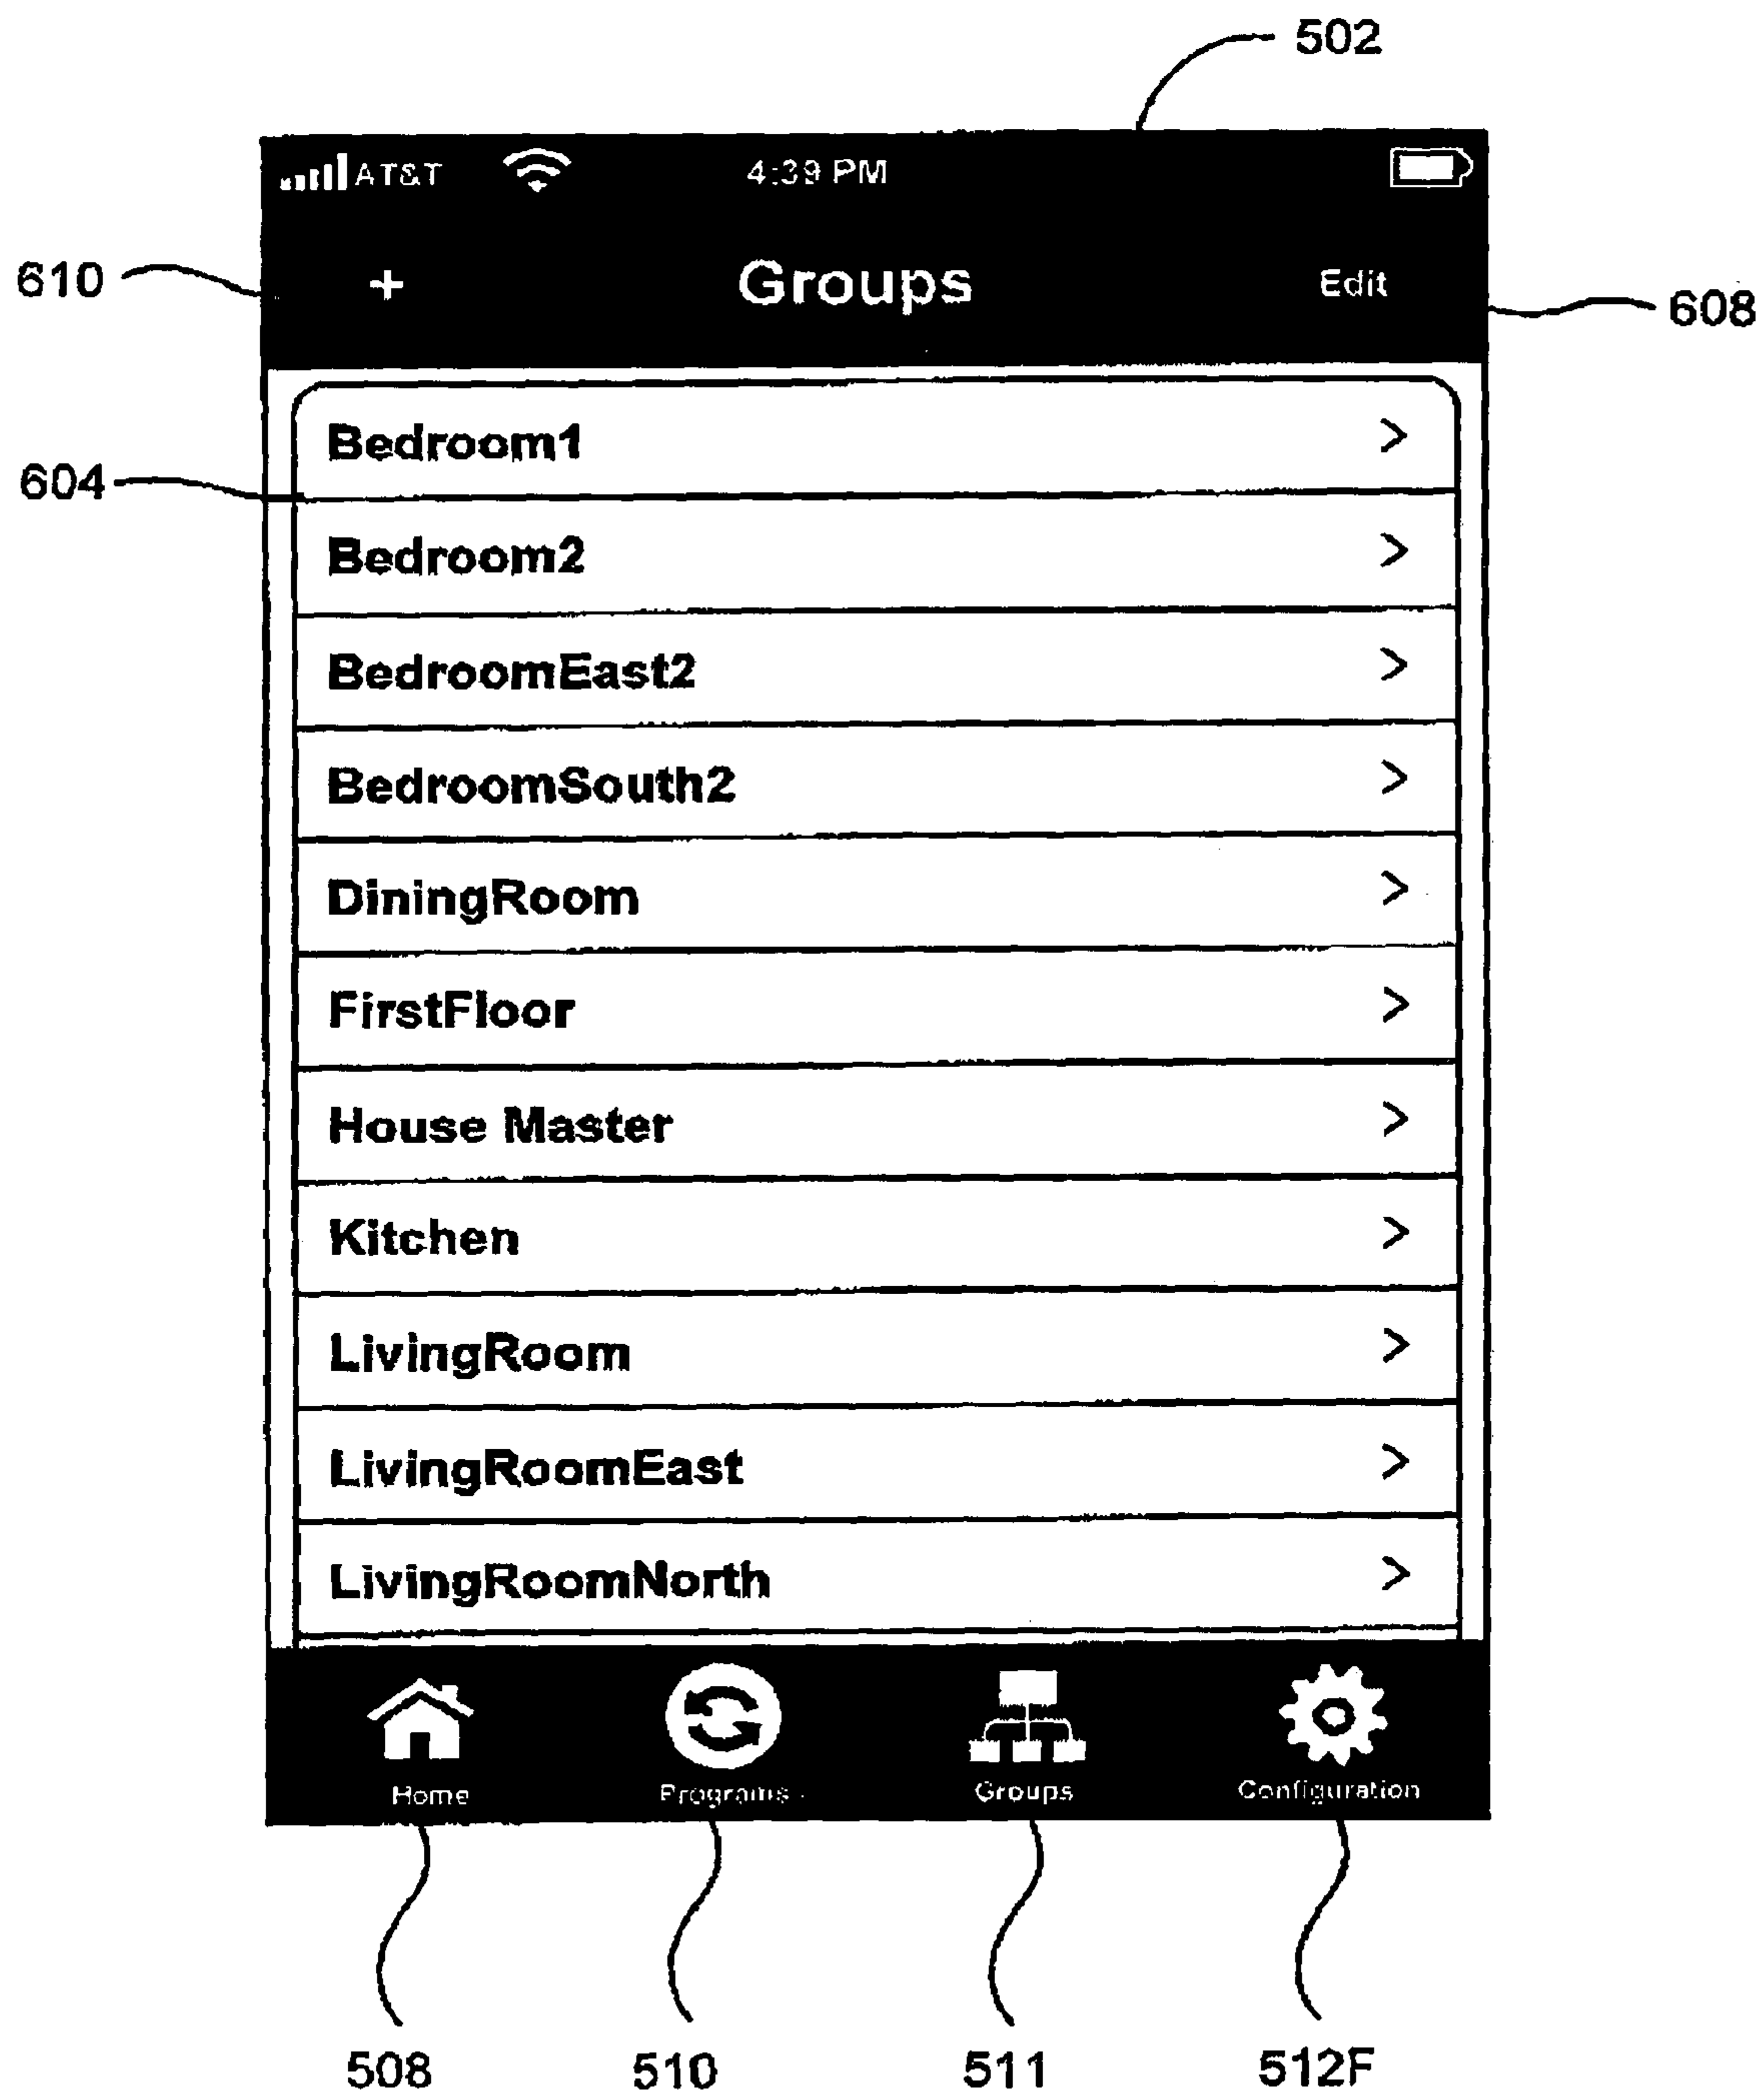 502
AT&T 4:39 PM
610 + Groups Edit 608
Bedroom1 >
604
Bedroom2 >
BedroomEast2 >
BedroomSouth2 >
DiningRoom >
FirstFloor >
House Master >
Kitchen >
LivingRoom >
LivingRoomEast >
LivingRoomNorth >
Home Programs Groups Configuration
508 510 511 512F